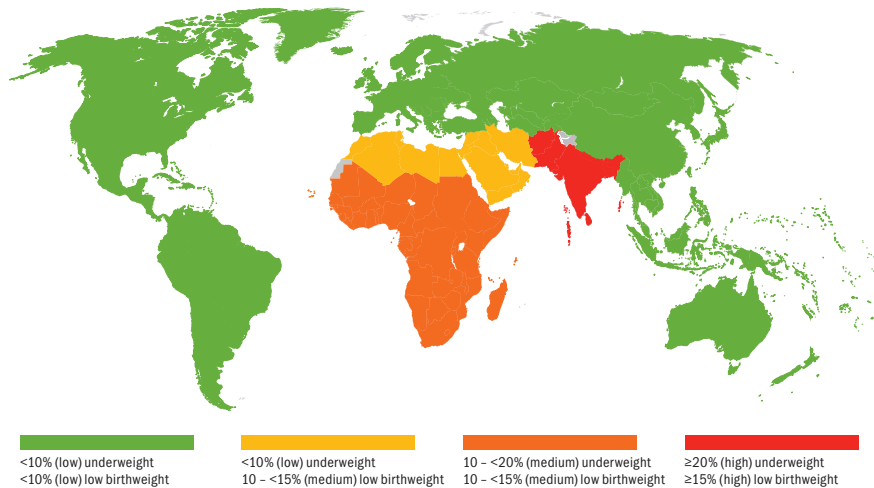 <10% (low) underweight
<10% (low) low birthweight
<10% (low) underweight
10 – <15% (medium) low birthweight
10 – <20% (medium) underweight
10 – <15% (medium) low birthweight
≥20% (high) underweight
≥15% (high) low birthweight